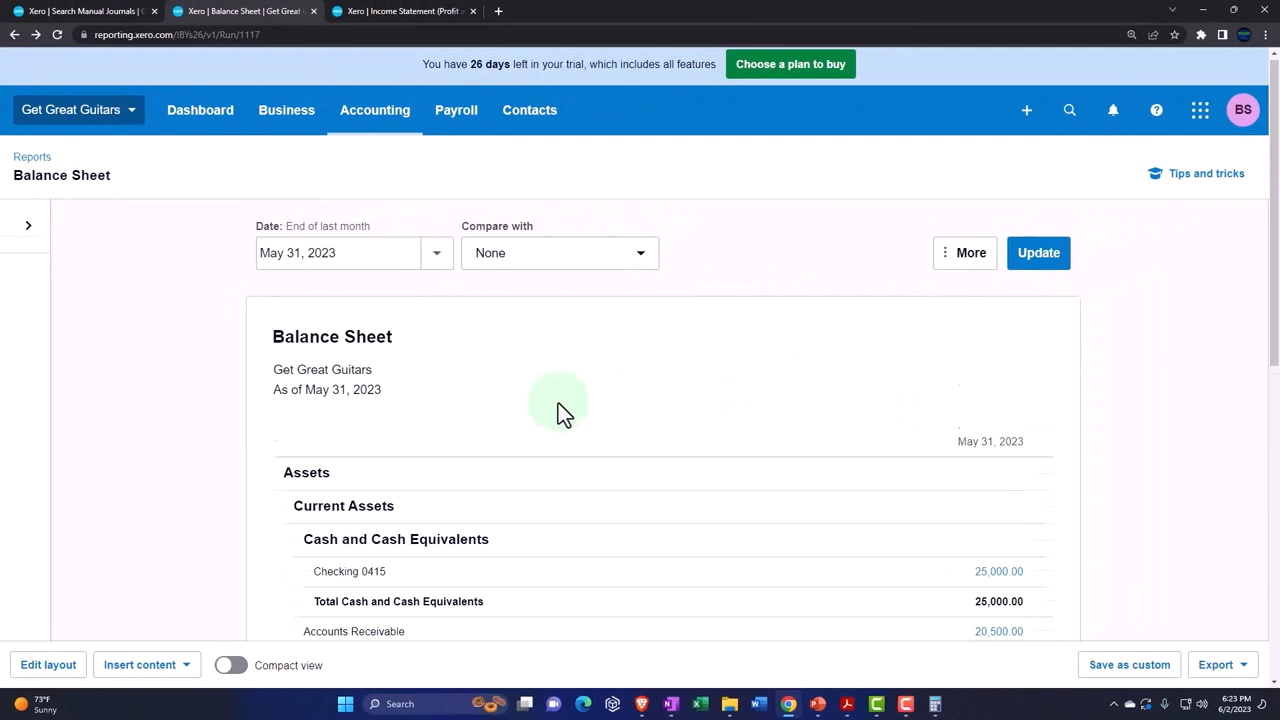 Xero | Search Manual Journals | C
Xero | Balance Sheet | Get Great
Xero | Income Statement (Profit a
reporting.xero.com/!BYs26/v1/Run/1117
You have 26 days left in your trial, which includes all features
Choose a plan to buy
Get Great Guitars
Dashboard
Business
Accounting
Payroll
Contacts
BS
Reports
Balance Sheet
Tips and tricks
Date: End of last month
Compare with
May 31, 2023
None
More
Update
Balance Sheet
Get Great Guitars
As of May 31, 2023
May 31, 2023
Assets
Current Assets
Cash and Cash Equivalents
Checking 0415 25,000.00
Total Cash and Cash Equivalents 25,000.00
Accounts Receivable 20,500.00
Edit layout
Insert content
Compact view
Save as custom
Export
73°F
Sunny
Search
6:23 PM
6/2/2023